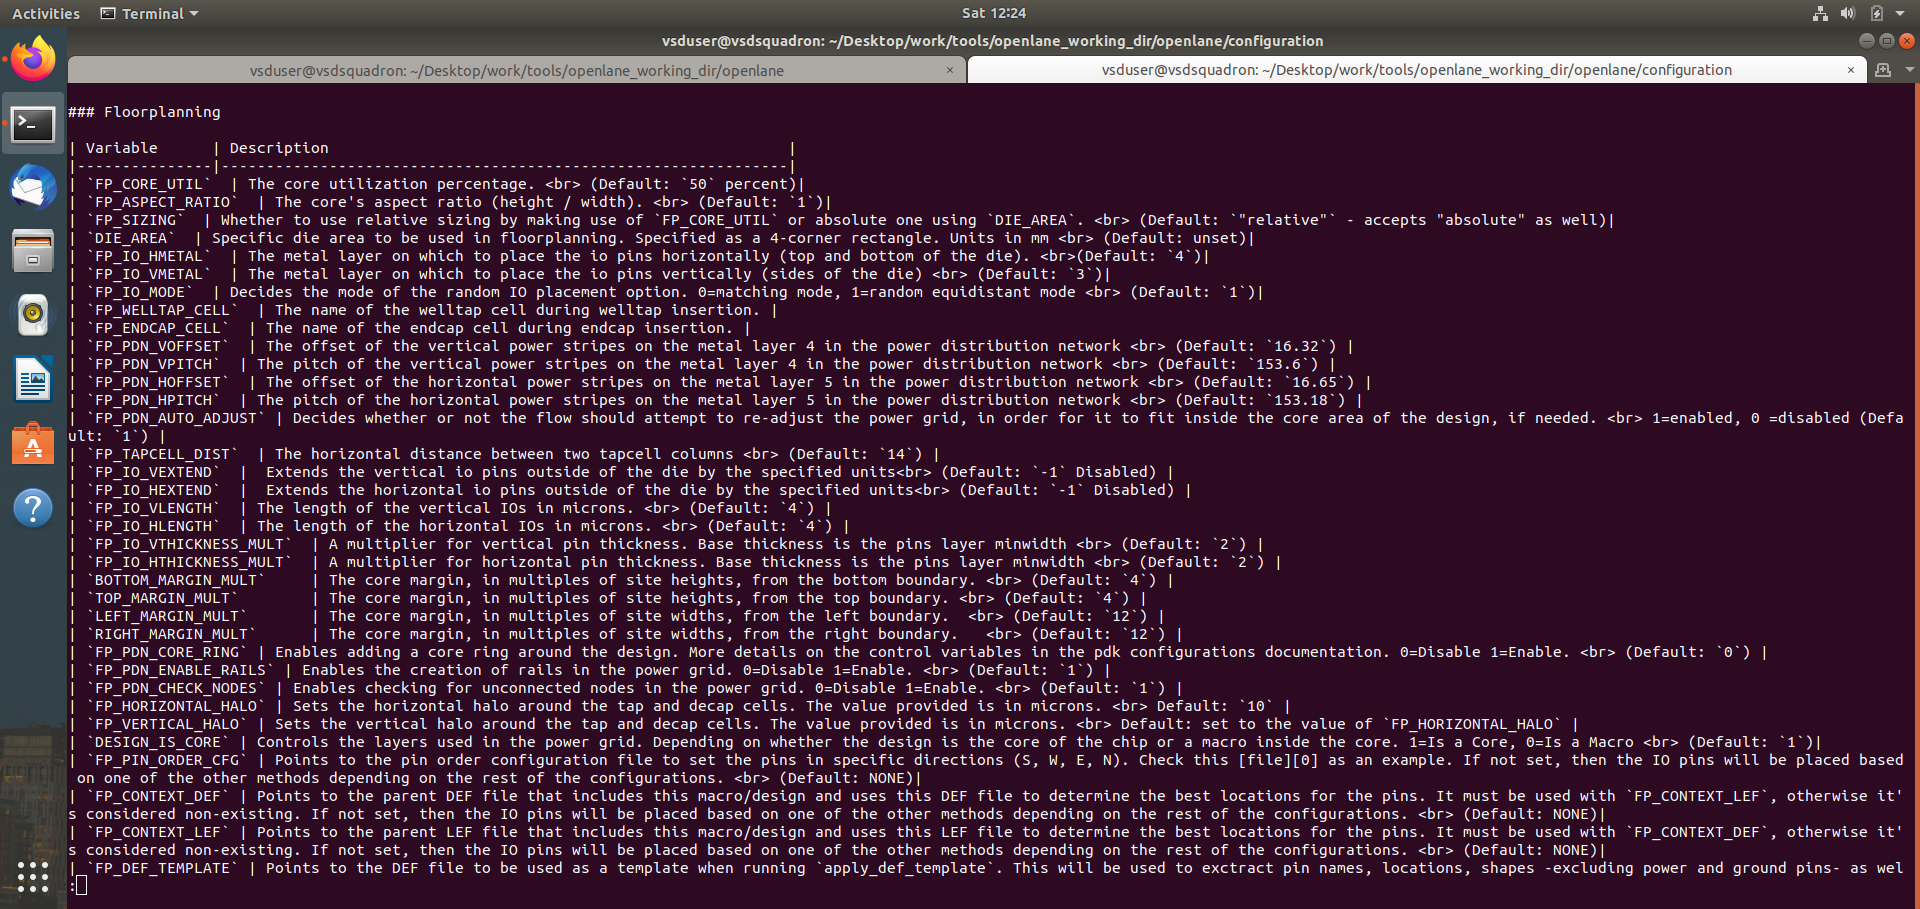 Activities Terminal Sat 12:24
vsduser@vsdsquadron: ~/Desktop/work/tools/openlane_working_dir/openlane/configuration
vsduser@vsdsquadron: ~/Desktop/work/tools/openlane_working_dir/openlane × vsduser@vsdsquadron: ~/Desktop/work/tools/openlane_working_dir/openlane/configuration ×
### Floorplanning
| Variable      | Description                                                   |
|---------------|---------------------------------------------------------------|
| `FP_CORE_UTIL`  | The core utilization percentage. <br> (Default: `50` percent)|
| `FP_ASPECT_RATIO`  | The core's aspect ratio (height / width). <br> (Default: `1`)|
| `FP_SIZING`  | Whether to use relative sizing by making use of `FP_CORE_UTIL` or absolute one using `DIE_AREA`. <br> (Default: `"relative"` - accepts "absolute" as well)|
| `DIE_AREA`  | Specific die area to be used in floorplanning. Specified as a 4-corner rectangle. Units in mm <br> (Default: unset)|
| `FP_IO_HMETAL`  | The metal layer on which to place the io pins horizontally (top and bottom of the die). <br>(Default: `4`)|
| `FP_IO_VMETAL`  | The metal layer on which to place the io pins vertically (sides of the die) <br> (Default: `3`)|
| `FP_IO_MODE`  | Decides the mode of the random IO placement option. 0=matching mode, 1=random equidistant mode <br> (Default: `1`)|
| `FP_WELLTAP_CELL`  | The name of the welltap cell during welltap insertion. |
| `FP_ENDCAP_CELL`  | The name of the endcap cell during endcap insertion. |
| `FP_PDN_VOFFSET`  | The offset of the vertical power stripes on the metal layer 4 in the power distribution network <br> (Default: `16.32`) |
| `FP_PDN_VPITCH`  | The pitch of the vertical power stripes on the metal layer 4 in the power distribution network <br> (Default: `153.6`) |
| `FP_PDN_HOFFSET`  | The offset of the horizontal power stripes on the metal layer 5 in the power distribution network <br> (Default: `16.65`) |
| `FP_PDN_HPITCH`  | The pitch of the horizontal power stripes on the metal layer 5 in the power distribution network <br> (Default: `153.18`) |
| `FP_PDN_AUTO_ADJUST` | Decides whether or not the flow should attempt to re-adjust the power grid, in order for it to fit inside the core area of the design, if needed. <br> 1=enabled, 0 =disabled (Defa
ult: `1`) |
| `FP_TAPCELL_DIST`  | The horizontal distance between two tapcell columns <br> (Default: `14`) |
| `FP_IO_VEXTEND`  |  Extends the vertical io pins outside of the die by the specified units<br> (Default: `-1` Disabled) |
| `FP_IO_HEXTEND`  |  Extends the horizontal io pins outside of the die by the specified units<br> (Default: `-1` Disabled) |
| `FP_IO_VLENGTH`  | The length of the vertical IOs in microns. <br> (Default: `4`) |
| `FP_IO_HLENGTH`  | The length of the horizontal IOs in microns. <br> (Default: `4`) |
| `FP_IO_VTHICKNESS_MULT`  | A multiplier for vertical pin thickness. Base thickness is the pins layer minwidth <br> (Default: `2`) |
| `FP_IO_HTHICKNESS_MULT`  | A multiplier for horizontal pin thickness. Base thickness is the pins layer minwidth <br> (Default: `2`) |
| `BOTTOM_MARGIN_MULT`     | The core margin, in multiples of site heights, from the bottom boundary. <br> (Default: `4`) |
| `TOP_MARGIN_MULT`        | The core margin, in multiples of site heights, from the top boundary. <br> (Default: `4`) |
| `LEFT_MARGIN_MULT`       | The core margin, in multiples of site widths, from the left boundary.  <br> (Default: `12`) |
| `RIGHT_MARGIN_MULT`      | The core margin, in multiples of site widths, from the right boundary.   <br> (Default: `12`) |
| `FP_PDN_CORE_RING` | Enables adding a core ring around the design. More details on the control variables in the pdk configurations documentation. 0=Disable 1=Enable. <br> (Default: `0`) |
| `FP_PDN_ENABLE_RAILS` | Enables the creation of rails in the power grid. 0=Disable 1=Enable. <br> (Default: `1`) |
| `FP_PDN_CHECK_NODES` | Enables checking for unconnected nodes in the power grid. 0=Disable 1=Enable. <br> (Default: `1`) |
| `FP_HORIZONTAL_HALO` | Sets the horizontal halo around the tap and decap cells. The value provided is in microns. <br> Default: `10` |
| `FP_VERTICAL_HALO` | Sets the vertical halo around the tap and decap cells. The value provided is in microns. <br> Default: set to the value of `FP_HORIZONTAL_HALO` |
| `DESIGN_IS_CORE` | Controls the layers used in the power grid. Depending on whether the design is the core of the chip or a macro inside the core. 1=Is a Core, 0=Is a Macro <br> (Default: `1`)|
| `FP_PIN_ORDER_CFG` | Points to the pin order configuration file to set the pins in specific directions (S, W, E, N). Check this [file][0] as an example. If not set, then the IO pins will be placed based
 on one of the other methods depending on the rest of the configurations. <br> (Default: NONE)|
| `FP_CONTEXT_DEF` | Points to the parent DEF file that includes this macro/design and uses this DEF file to determine the best locations for the pins. It must be used with `FP_CONTEXT_LEF`, otherwise it'
s considered non-existing. If not set, then the IO pins will be placed based on one of the other methods depending on the rest of the configurations. <br> (Default: NONE)|
| `FP_CONTEXT_LEF` | Points to the parent LEF file that includes this macro/design and uses this LEF file to determine the best locations for the pins. It must be used with `FP_CONTEXT_DEF`, otherwise it'
s considered non-existing. If not set, then the IO pins will be placed based on one of the other methods depending on the rest of the configurations. <br> (Default: NONE)|
| `FP_DEF_TEMPLATE` | Points to the DEF file to be used as a template when running `apply_def_template`. This will be used to exctract pin names, locations, shapes -excluding power and ground pins- as wel
: